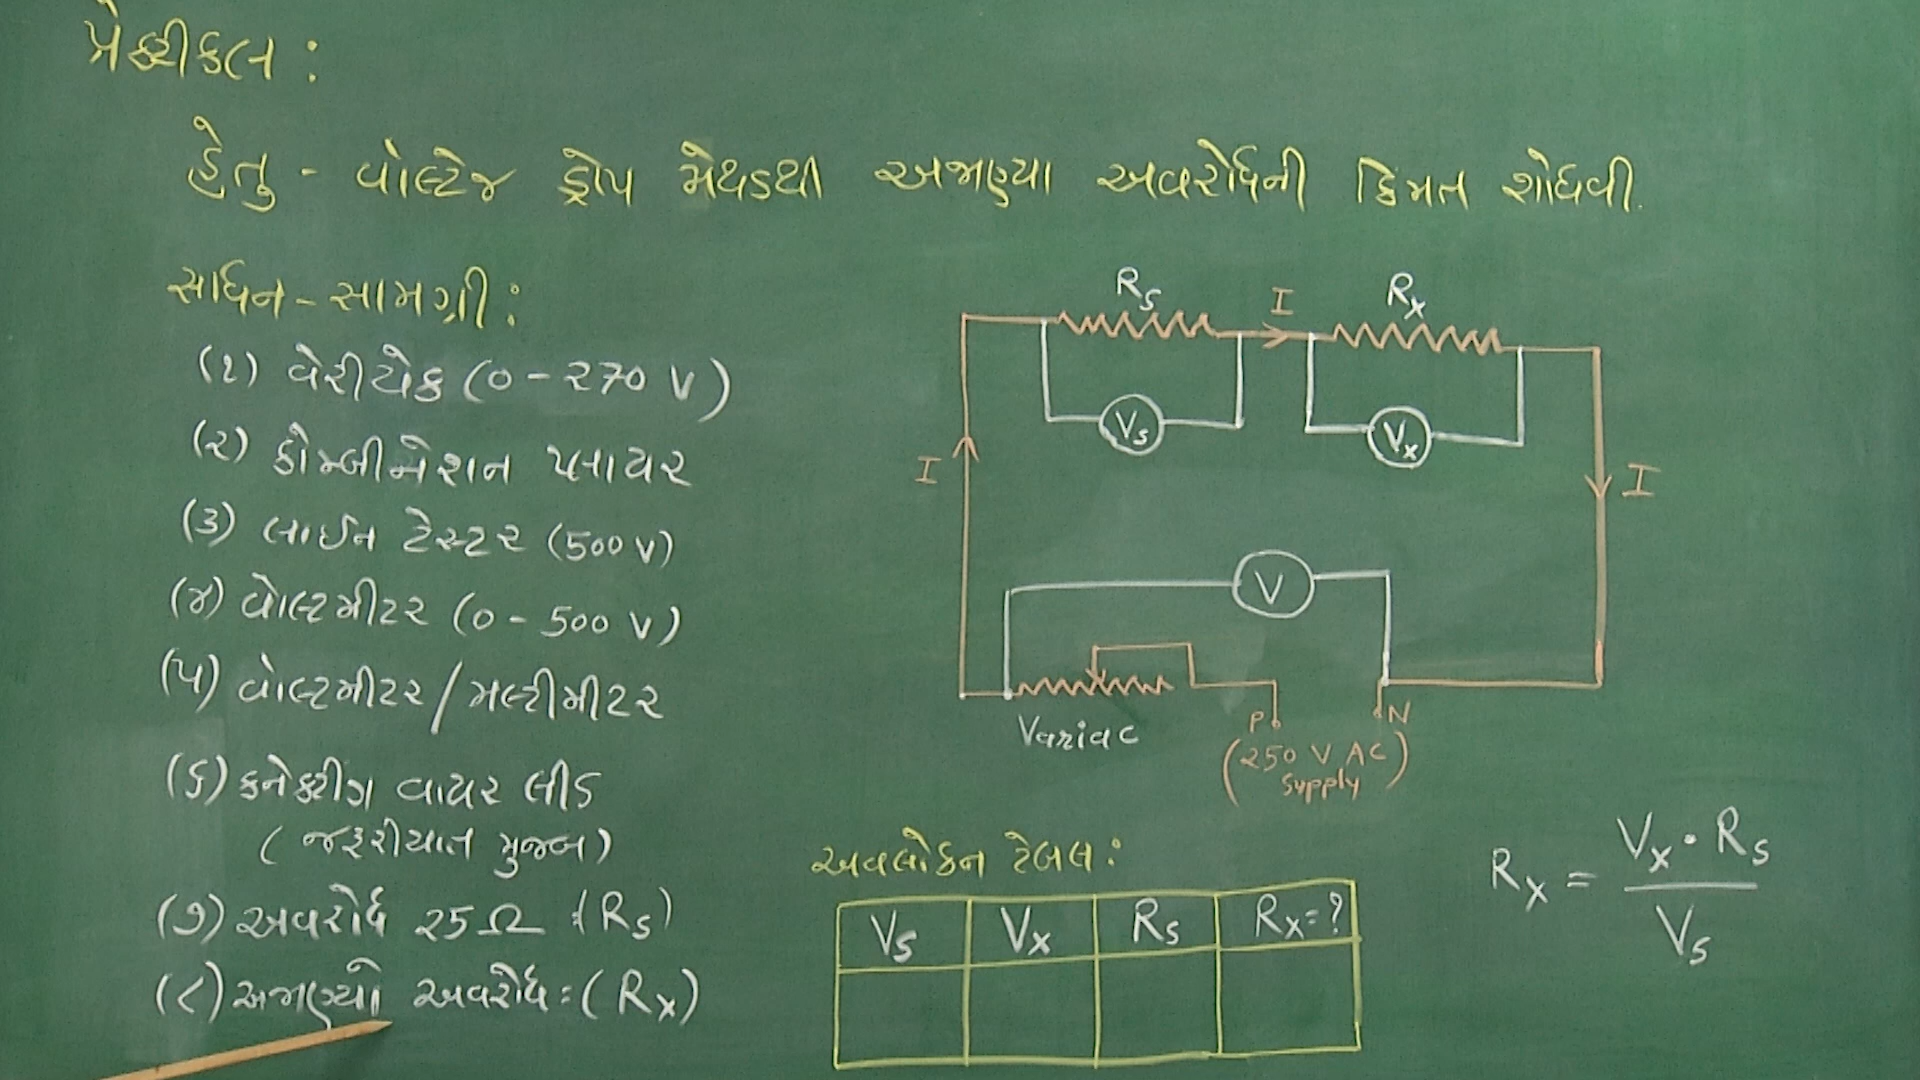 પ્રેક્ટીકલ :
હેતુ - વોલ્ટેજ ડ્રોપ મેથડથી અજાણ્યા અવરોધની કિંમત શોધવી.
સાધન-સામગ્રી :
(૧) વેરીયેક (0-270 V)
(૨) કોમ્બીનેશન પ્લાયર
(૩) લાઈન ટેસ્ટર (500 V)
(૪) વોલ્ટમીટર (0-500 V)
(૫) વોલ્ટમીટર/મલ્ટીમીટર
(૬) કનેક્ટીંગ વાયર લીડ
(જરૂરીયાત મુજબ)
(૭) અવરોધ 25Ω (Rs)
(૮) અજાણ્યો અવરોધ = (Rx)
Rs
I
Rx
Vs
Vx
I
I
V
Variac
P
N
(250 V AC)
Supply
અવલોકન ટેબલ :
Vs Vx Rs Rx=?
Rx = Vx · Rs / Vs